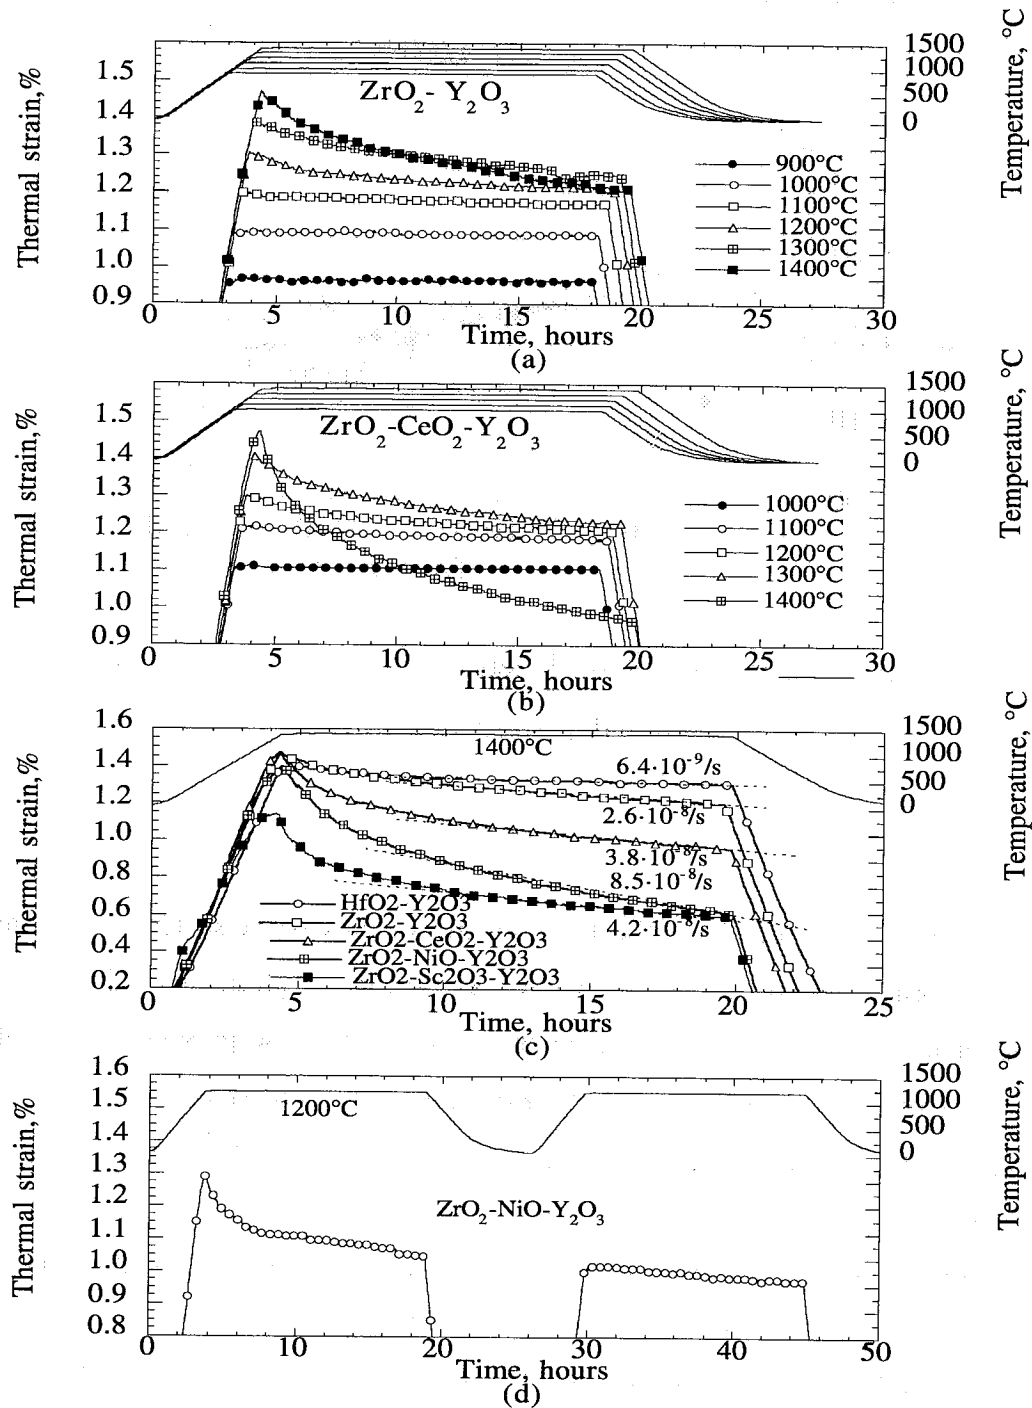 Thermal strain,%
1.5
1.4
1.3
1.2
1.1
1.0
0.9
ZrO2 - Y2O3
1500
1000
500
0
Temperature, °C
900°C
1000°C
1100°C
1200°C
1300°C
1400°C
0 5 10 15 20 25 30
Time, hours
(a)
Thermal strain,%
1.5
1.4
1.3
1.2
1.1
1.0
0.9
ZrO2-CeO2-Y2O3
1500
1000
500
0
Temperature, °C
1000°C
1100°C
1200°C
1300°C
1400°C
0 5 10 15 20 25 30
Time, hours
(b)
Thermal strain,%
1.6
1.4
1.2
1.0
0.8
0.6
0.4
0.2
1400°C
6.4·10-9/s
2.6·10-8/s
3.8·10-8/s
8.5·10-8/s
4.2·10-8/s
HfO2-Y2O3
ZrO2-Y2O3
ZrO2-CeO2-Y2O3
ZrO2-NiO-Y2O3
ZrO2-Sc2O3-Y2O3
1500
1000
500
0
Temperature, °C
0 5 10 15 20 25
Time, hours
(c)
Thermal strain,%
1.6
1.5
1.4
1.3
1.2
1.1
1.0
0.9
0.8
1200°C
ZrO2-NiO-Y2O3
1500
1000
500
0
Temperature, °C
0 10 20 30 40 50
Time, hours
(d)